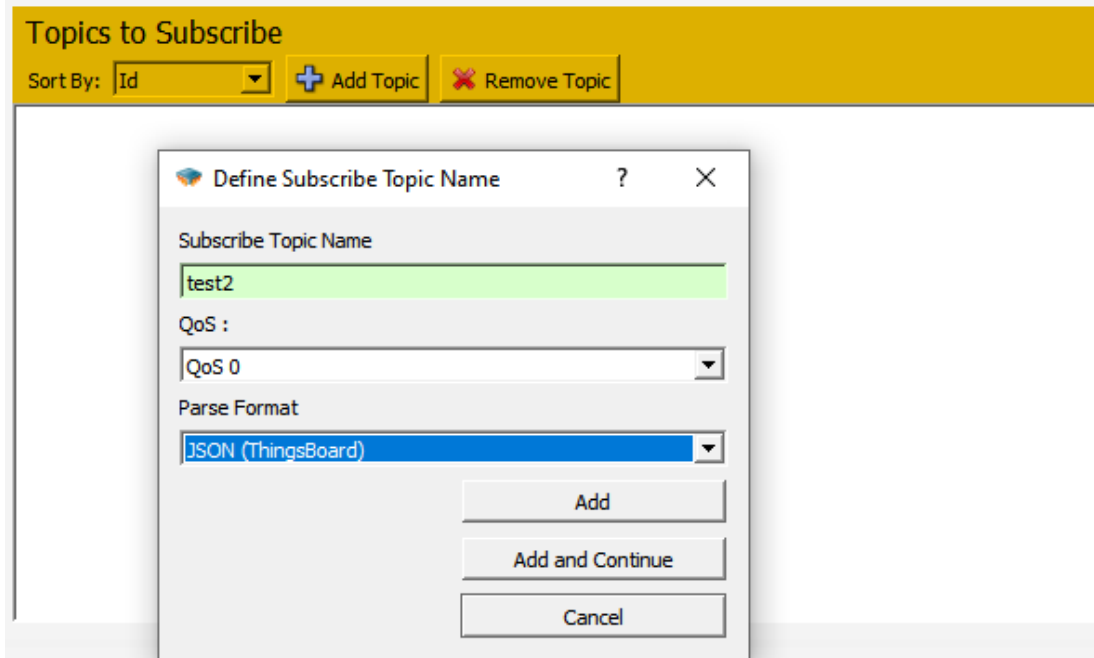 Topics to Subscribe
Sort By: Id Add Topic Remove Topic
Define Subscribe Topic Name ?
Subscribe Topic Name
test2
QoS :
QoS 0
Parse Format
JSON (ThingsBoard)
Add
Add and Continue
Cancel